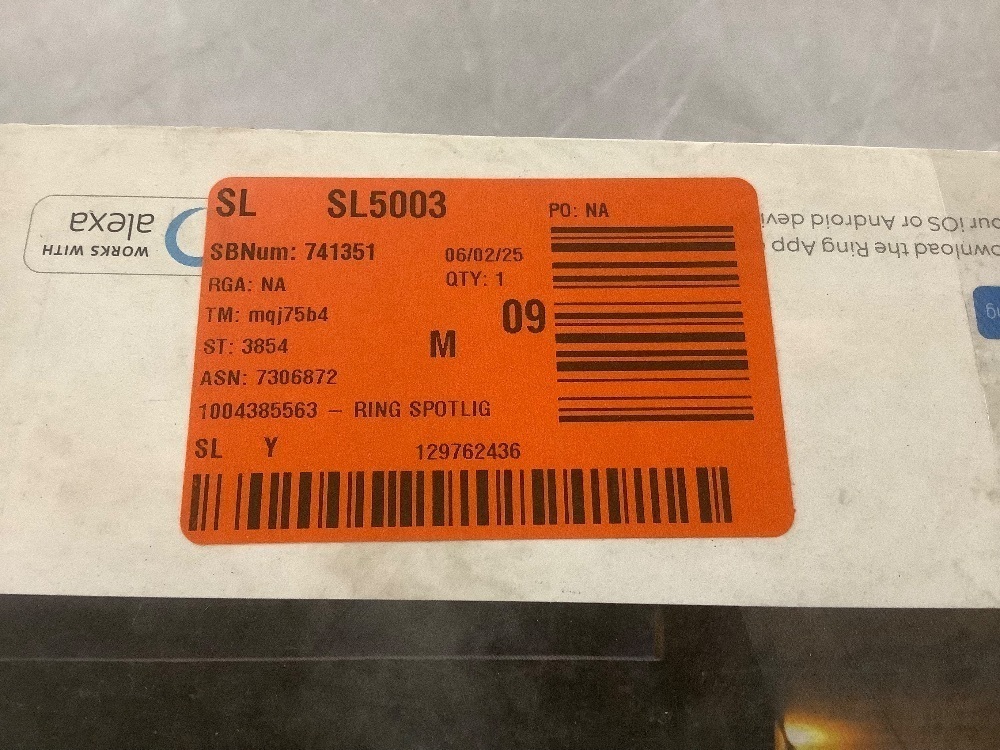 SL SL5003 PO: NA
SBNum: 741351 06/02/25
RGA: NA QTY: 1
TM: mqj75b4 09
ST: 3854 M
ASN: 7306872
1004385563 – RING SPOTLIG
SL Y 129762436
WORKS WITH
alexa
ownload the Ring App
our iOS or Android devi